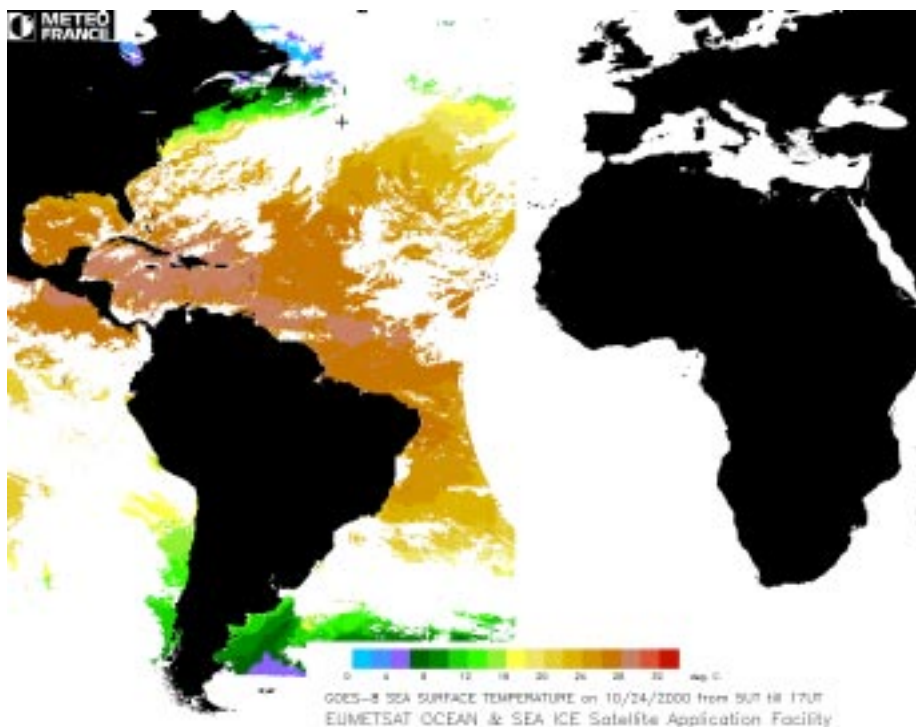 METEO
FRANCE
0 4 8 12 16 20 24 28 32 deg. C
GOES-8 SEA SURFACE TEMPERATURE on 10/24/2000 from 5UT till 17UT
EUMETSAT OCEAN & SEA ICE Satellite Application Facility